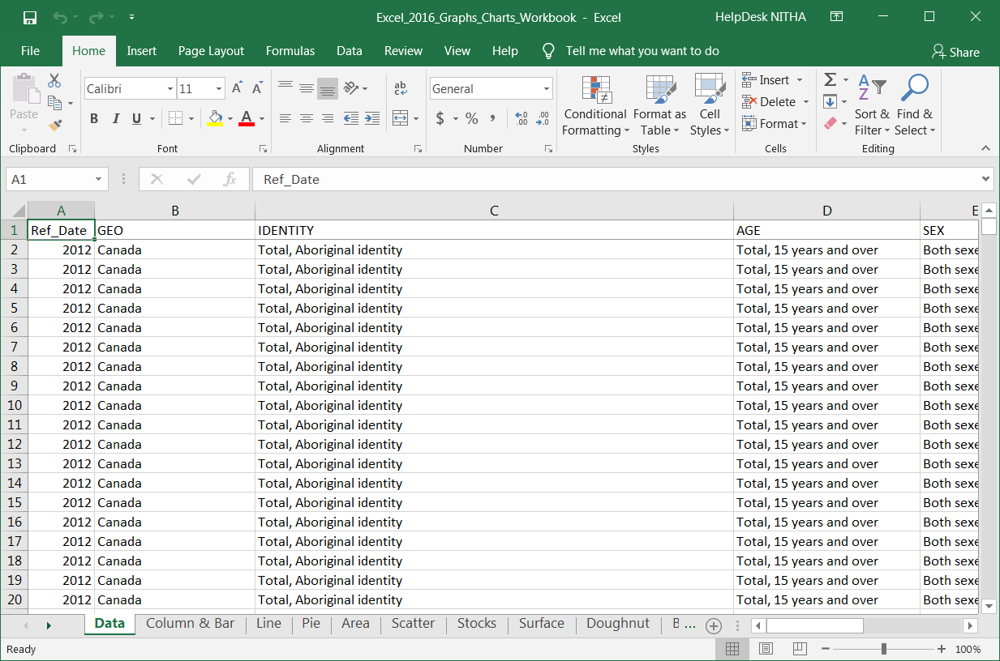 Excel_2016_Graphs_Charts_Workbook - Excel HelpDesk NITHA
File Home Insert Page Layout Formulas Data Review View Help Tell me what you want to do Share
Paste
Clipboard
Calibri 11
B I U A
Font
ab
Alignment
General
$ % , .00 .00
Number
Conditional Formatting
Format as Table
Cell Styles
Styles
Insert
Delete
Format
Cells
Sort & Filter
Find & Select
Editing
A1 fx Ref_Date
A B C D E
1 Ref_Date GEO IDENTITY AGE SEX
2 2012 Canada Total, Aboriginal identity Total, 15 years and over Both sexe
3 2012 Canada Total, Aboriginal identity Total, 15 years and over Both sexe
4 2012 Canada Total, Aboriginal identity Total, 15 years and over Both sexe
5 2012 Canada Total, Aboriginal identity Total, 15 years and over Both sexe
6 2012 Canada Total, Aboriginal identity Total, 15 years and over Both sexe
7 2012 Canada Total, Aboriginal identity Total, 15 years and over Both sexe
8 2012 Canada Total, Aboriginal identity Total, 15 years and over Both sexe
9 2012 Canada Total, Aboriginal identity Total, 15 years and over Both sexe
10 2012 Canada Total, Aboriginal identity Total, 15 years and over Both sexe
11 2012 Canada Total, Aboriginal identity Total, 15 years and over Both sexe
12 2012 Canada Total, Aboriginal identity Total, 15 years and over Both sexe
13 2012 Canada Total, Aboriginal identity Total, 15 years and over Both sexe
14 2012 Canada Total, Aboriginal identity Total, 15 years and over Both sexe
15 2012 Canada Total, Aboriginal identity Total, 15 years and over Both sexe
16 2012 Canada Total, Aboriginal identity Total, 15 years and over Both sexe
17 2012 Canada Total, Aboriginal identity Total, 15 years and over Both sexe
18 2012 Canada Total, Aboriginal identity Total, 15 years and over Both sexe
19 2012 Canada Total, Aboriginal identity Total, 15 years and over Both sexe
20 2012 Canada Total, Aboriginal identity Total, 15 years and over Both sexe
Data Column & Bar Line Pie Area Scatter Stocks Surface Doughnut B ...
Ready 100%